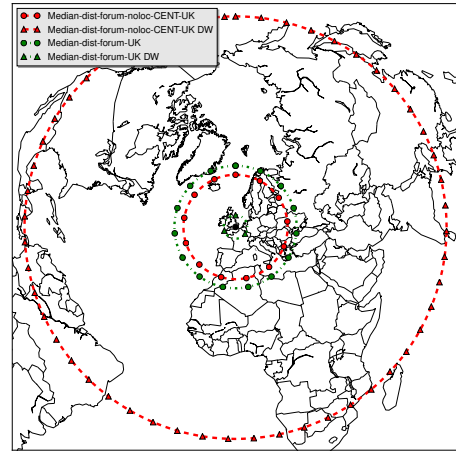 Median-dist-forum-noloc-CENT-UK
Median-dist-forum-noloc-CENT-UK DW
Median-dist-forum-UK
Median-dist-forum-UK DW